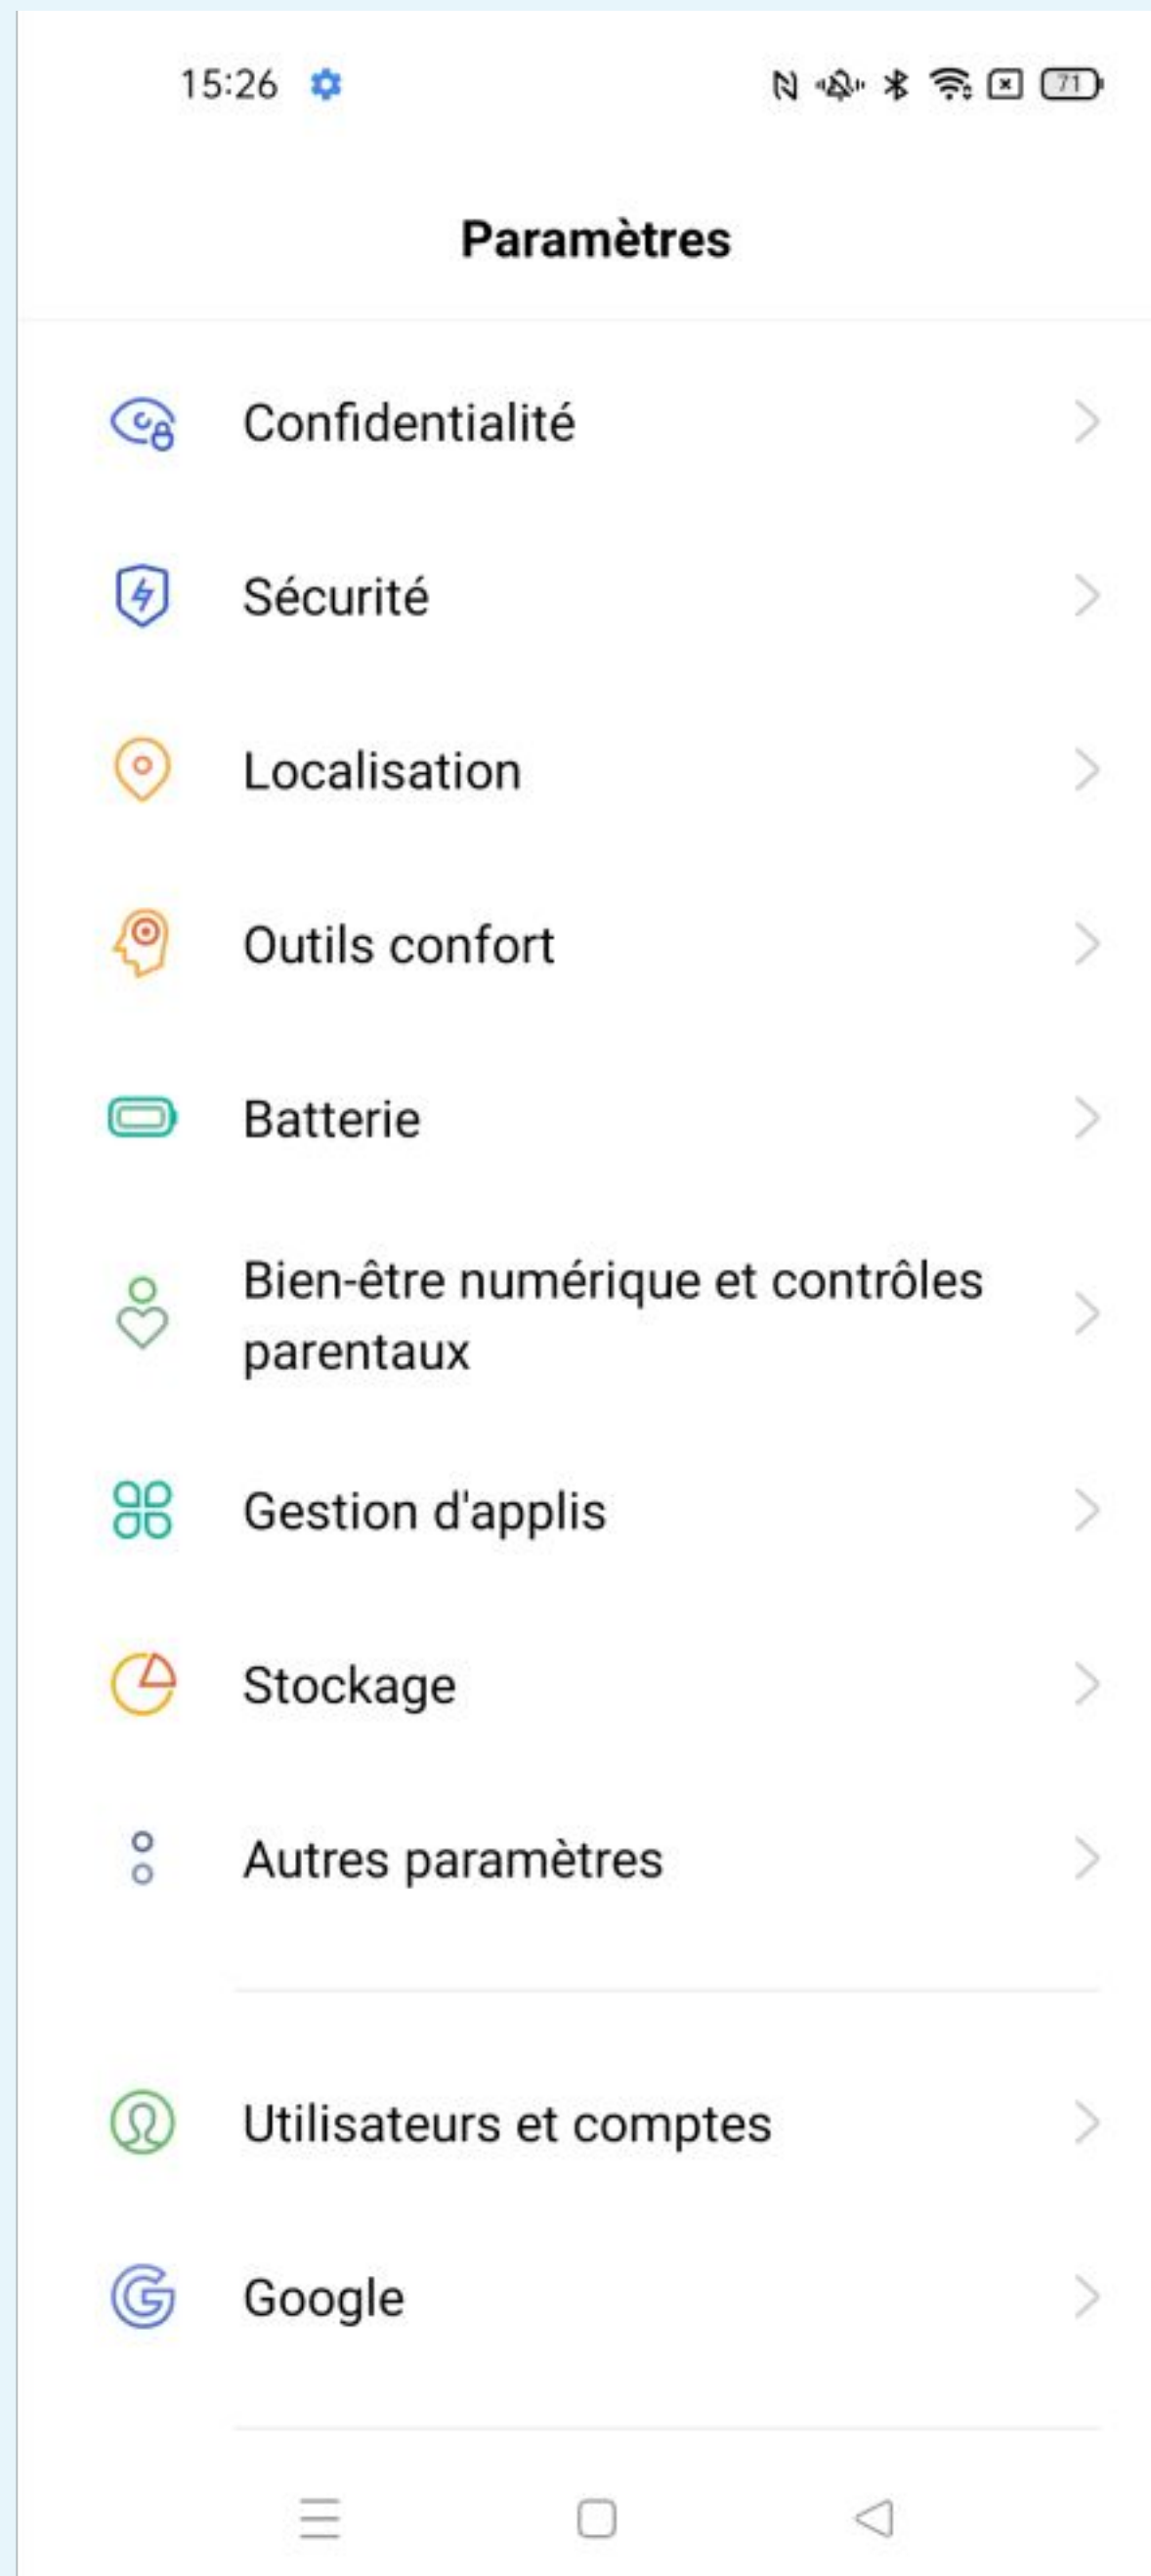 15:26
71
Paramètres
Confidentialité
Sécurité
Localisation
Outils confort
Batterie
Bien-être numérique et contrôles
parentaux
Gestion d'applis
Stockage
Autres paramètres
Utilisateurs et comptes
Google